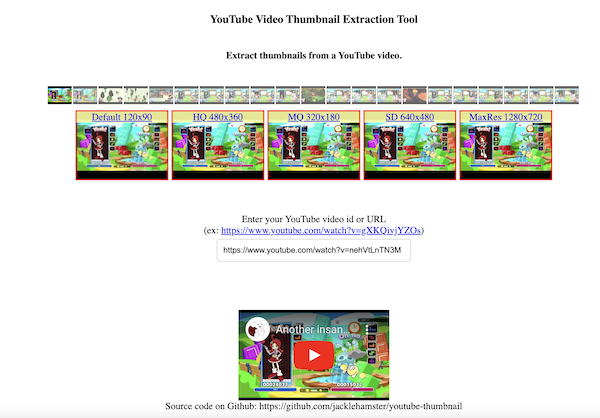 YouTube Video Thumbnail Extraction Tool
Extract thumbnails from a YouTube video.
Default 120x90 HQ 480x360 MQ 320x180 SD 640x480 MaxRes 1280x720
Enter your YouTube video id or URL
(ex: https://www.youtube.com/watch?v=gXKQivjYZOs)
https://www.youtube.com/watch?v=nehVtLnTN3M
Another insan...
Source code on Github: https://github.com/jacklehamster/youtube-thumbnail